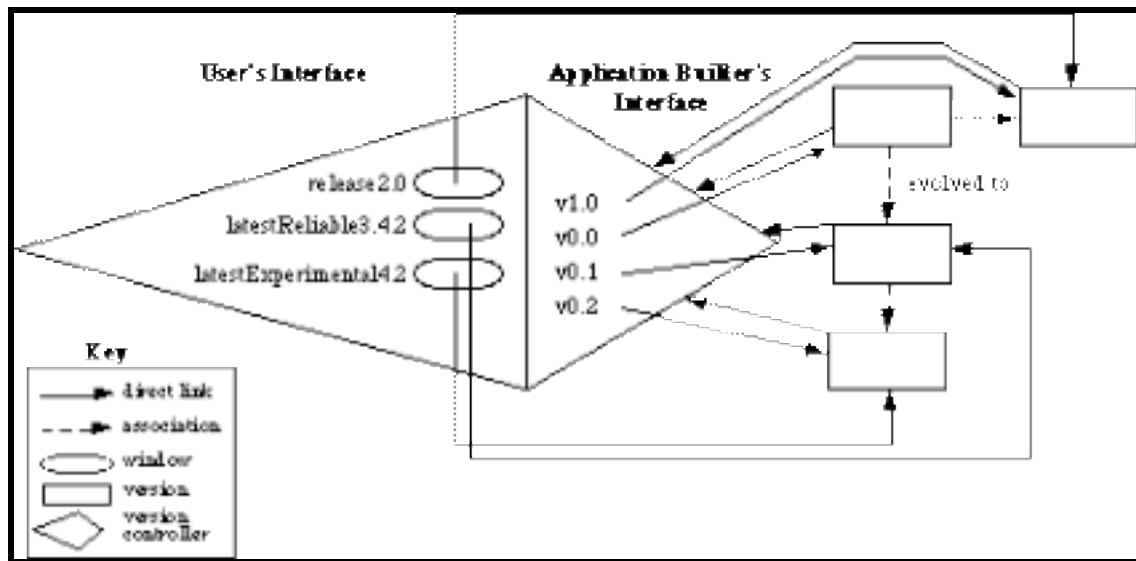 User's Interface
Application Builder's
Interface
release2.0
latestReliable3.4.2
latestExperimental4.2
v1.0
v0.0
v0.1
v0.2
evolved to
Key
direct link
association
window
version
version
controller